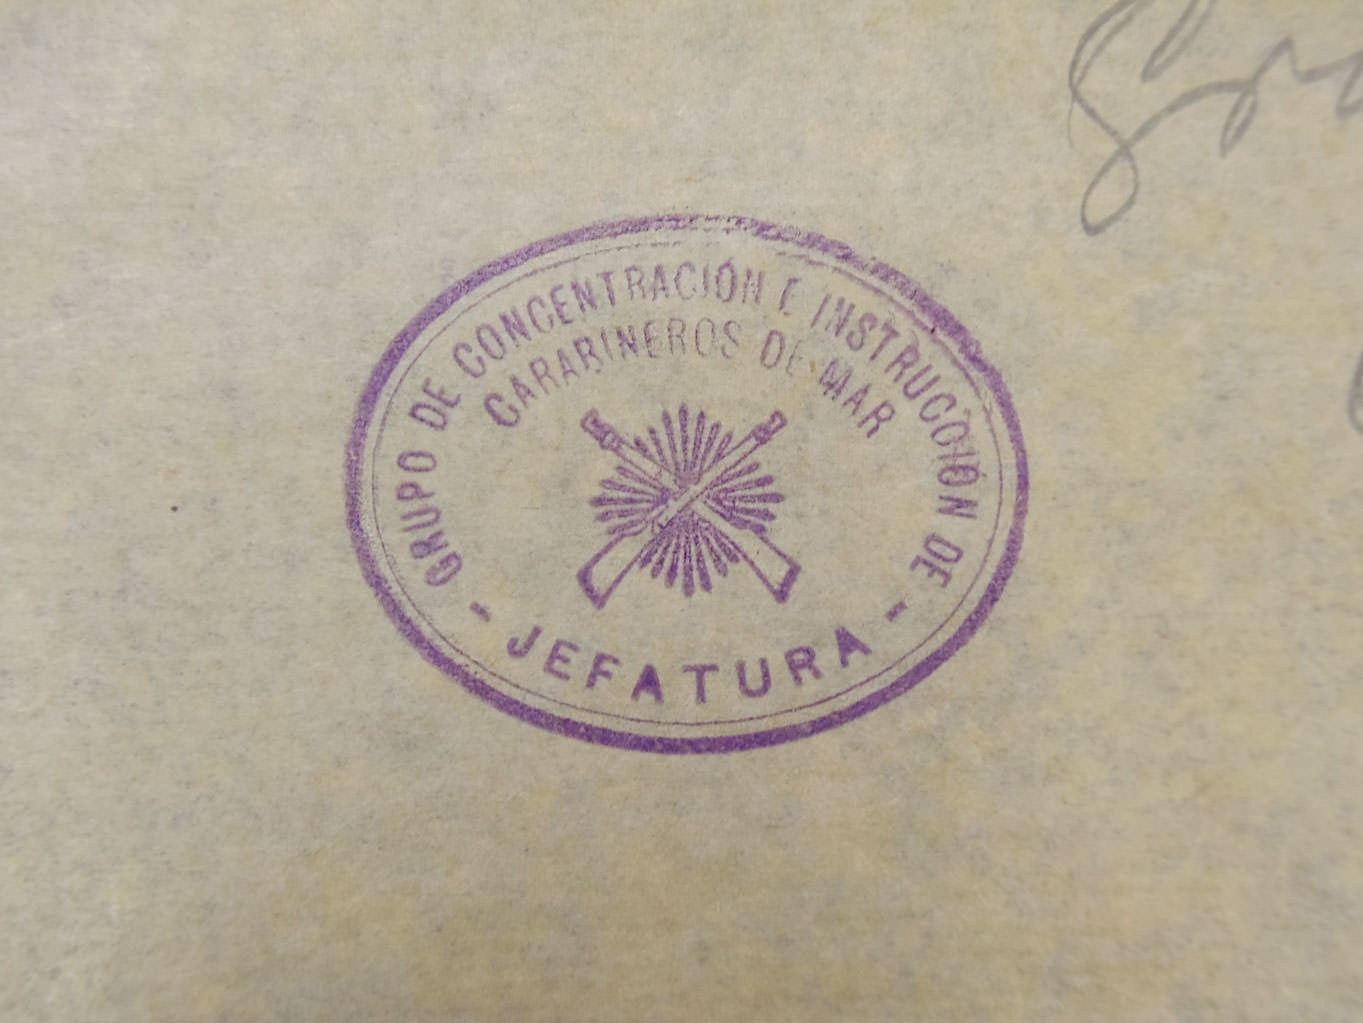 GRUPO DE CONCENTRACIÓN E INSTRUCCIÓN DE
CARABINEROS DE MAR
- JEFATURA -